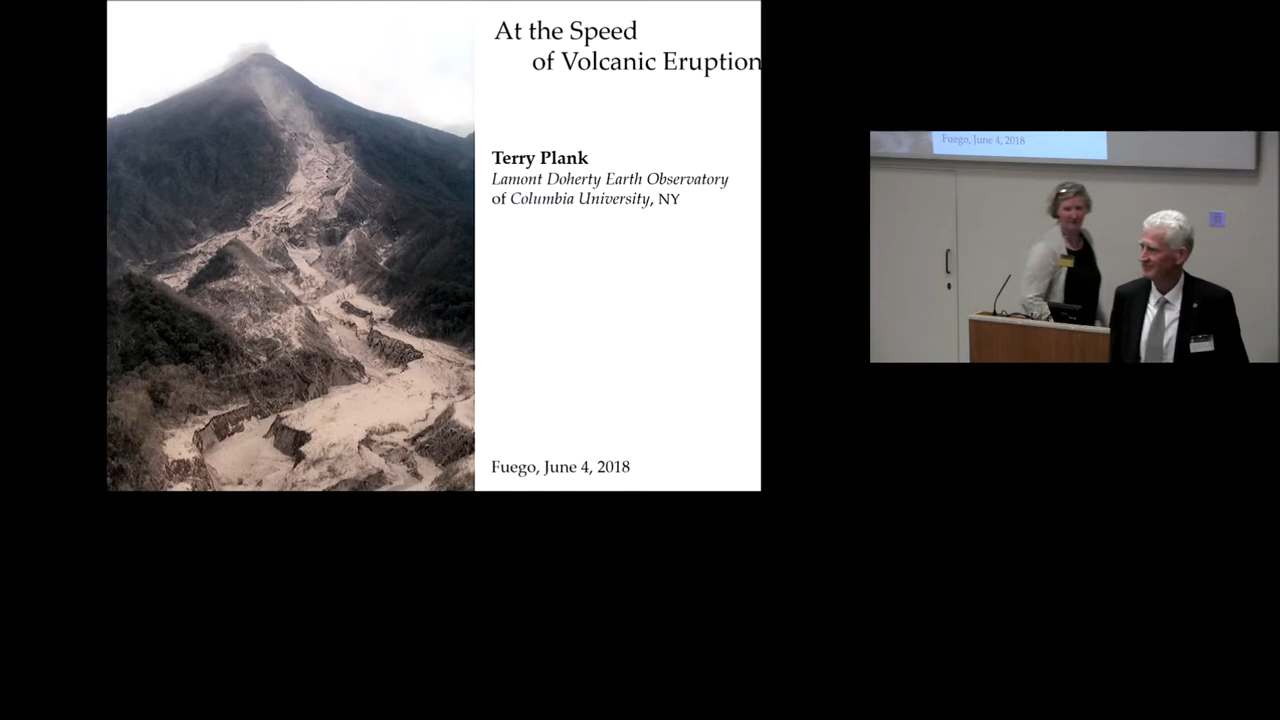 At the Speed
of Volcanic Eruption
Terry Plank
Lamont Doherty Earth Observatory
of Columbia University, NY
Fuego, June 4, 2018
Fuego, June 4, 2018